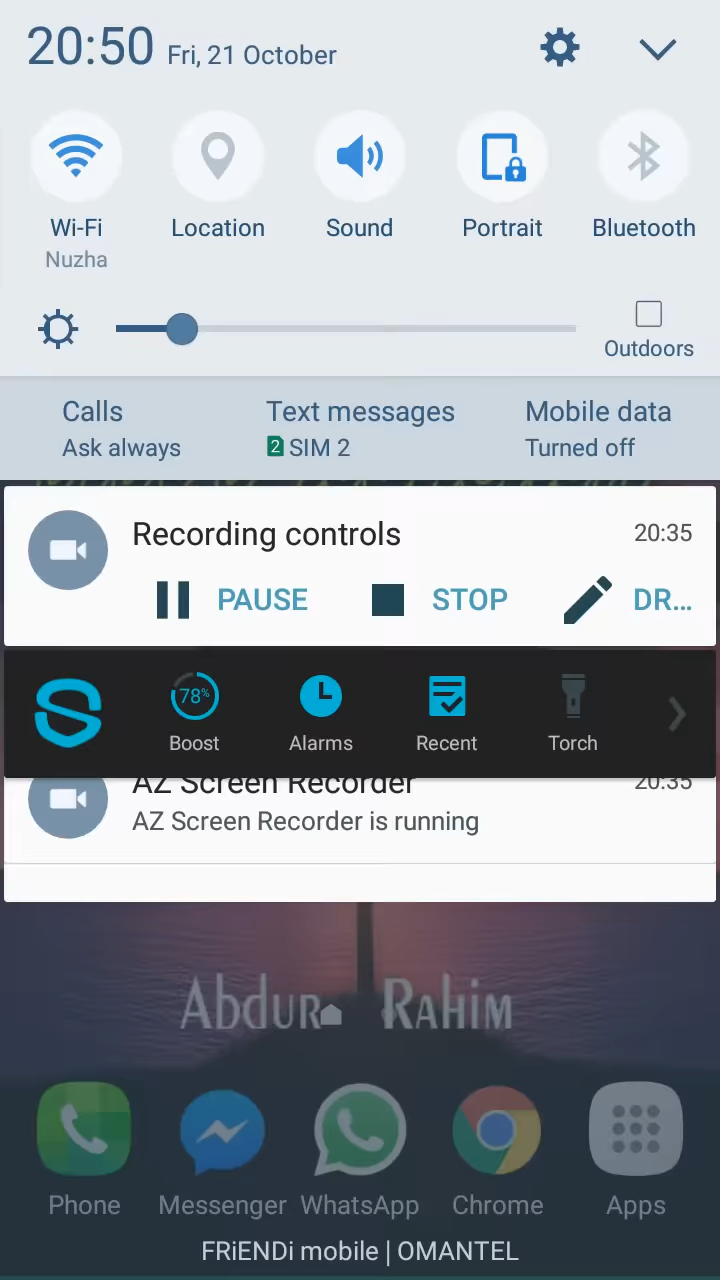 20:50 Fri, 21 October
Wi-Fi Location Sound Portrait Bluetooth
Nuzha
Outdoors
Calls Text messages Mobile data
Ask always 2 SIM 2 Turned off
Recording controls 20:35
PAUSE STOP DR...
78%
Boost Alarms Recent Torch
AZ Screen Recorder 20:35
AZ Screen Recorder is running
Abdur Rahim
Phone Messenger WhatsApp Chrome Apps
FRiENDi mobile | OMANTEL